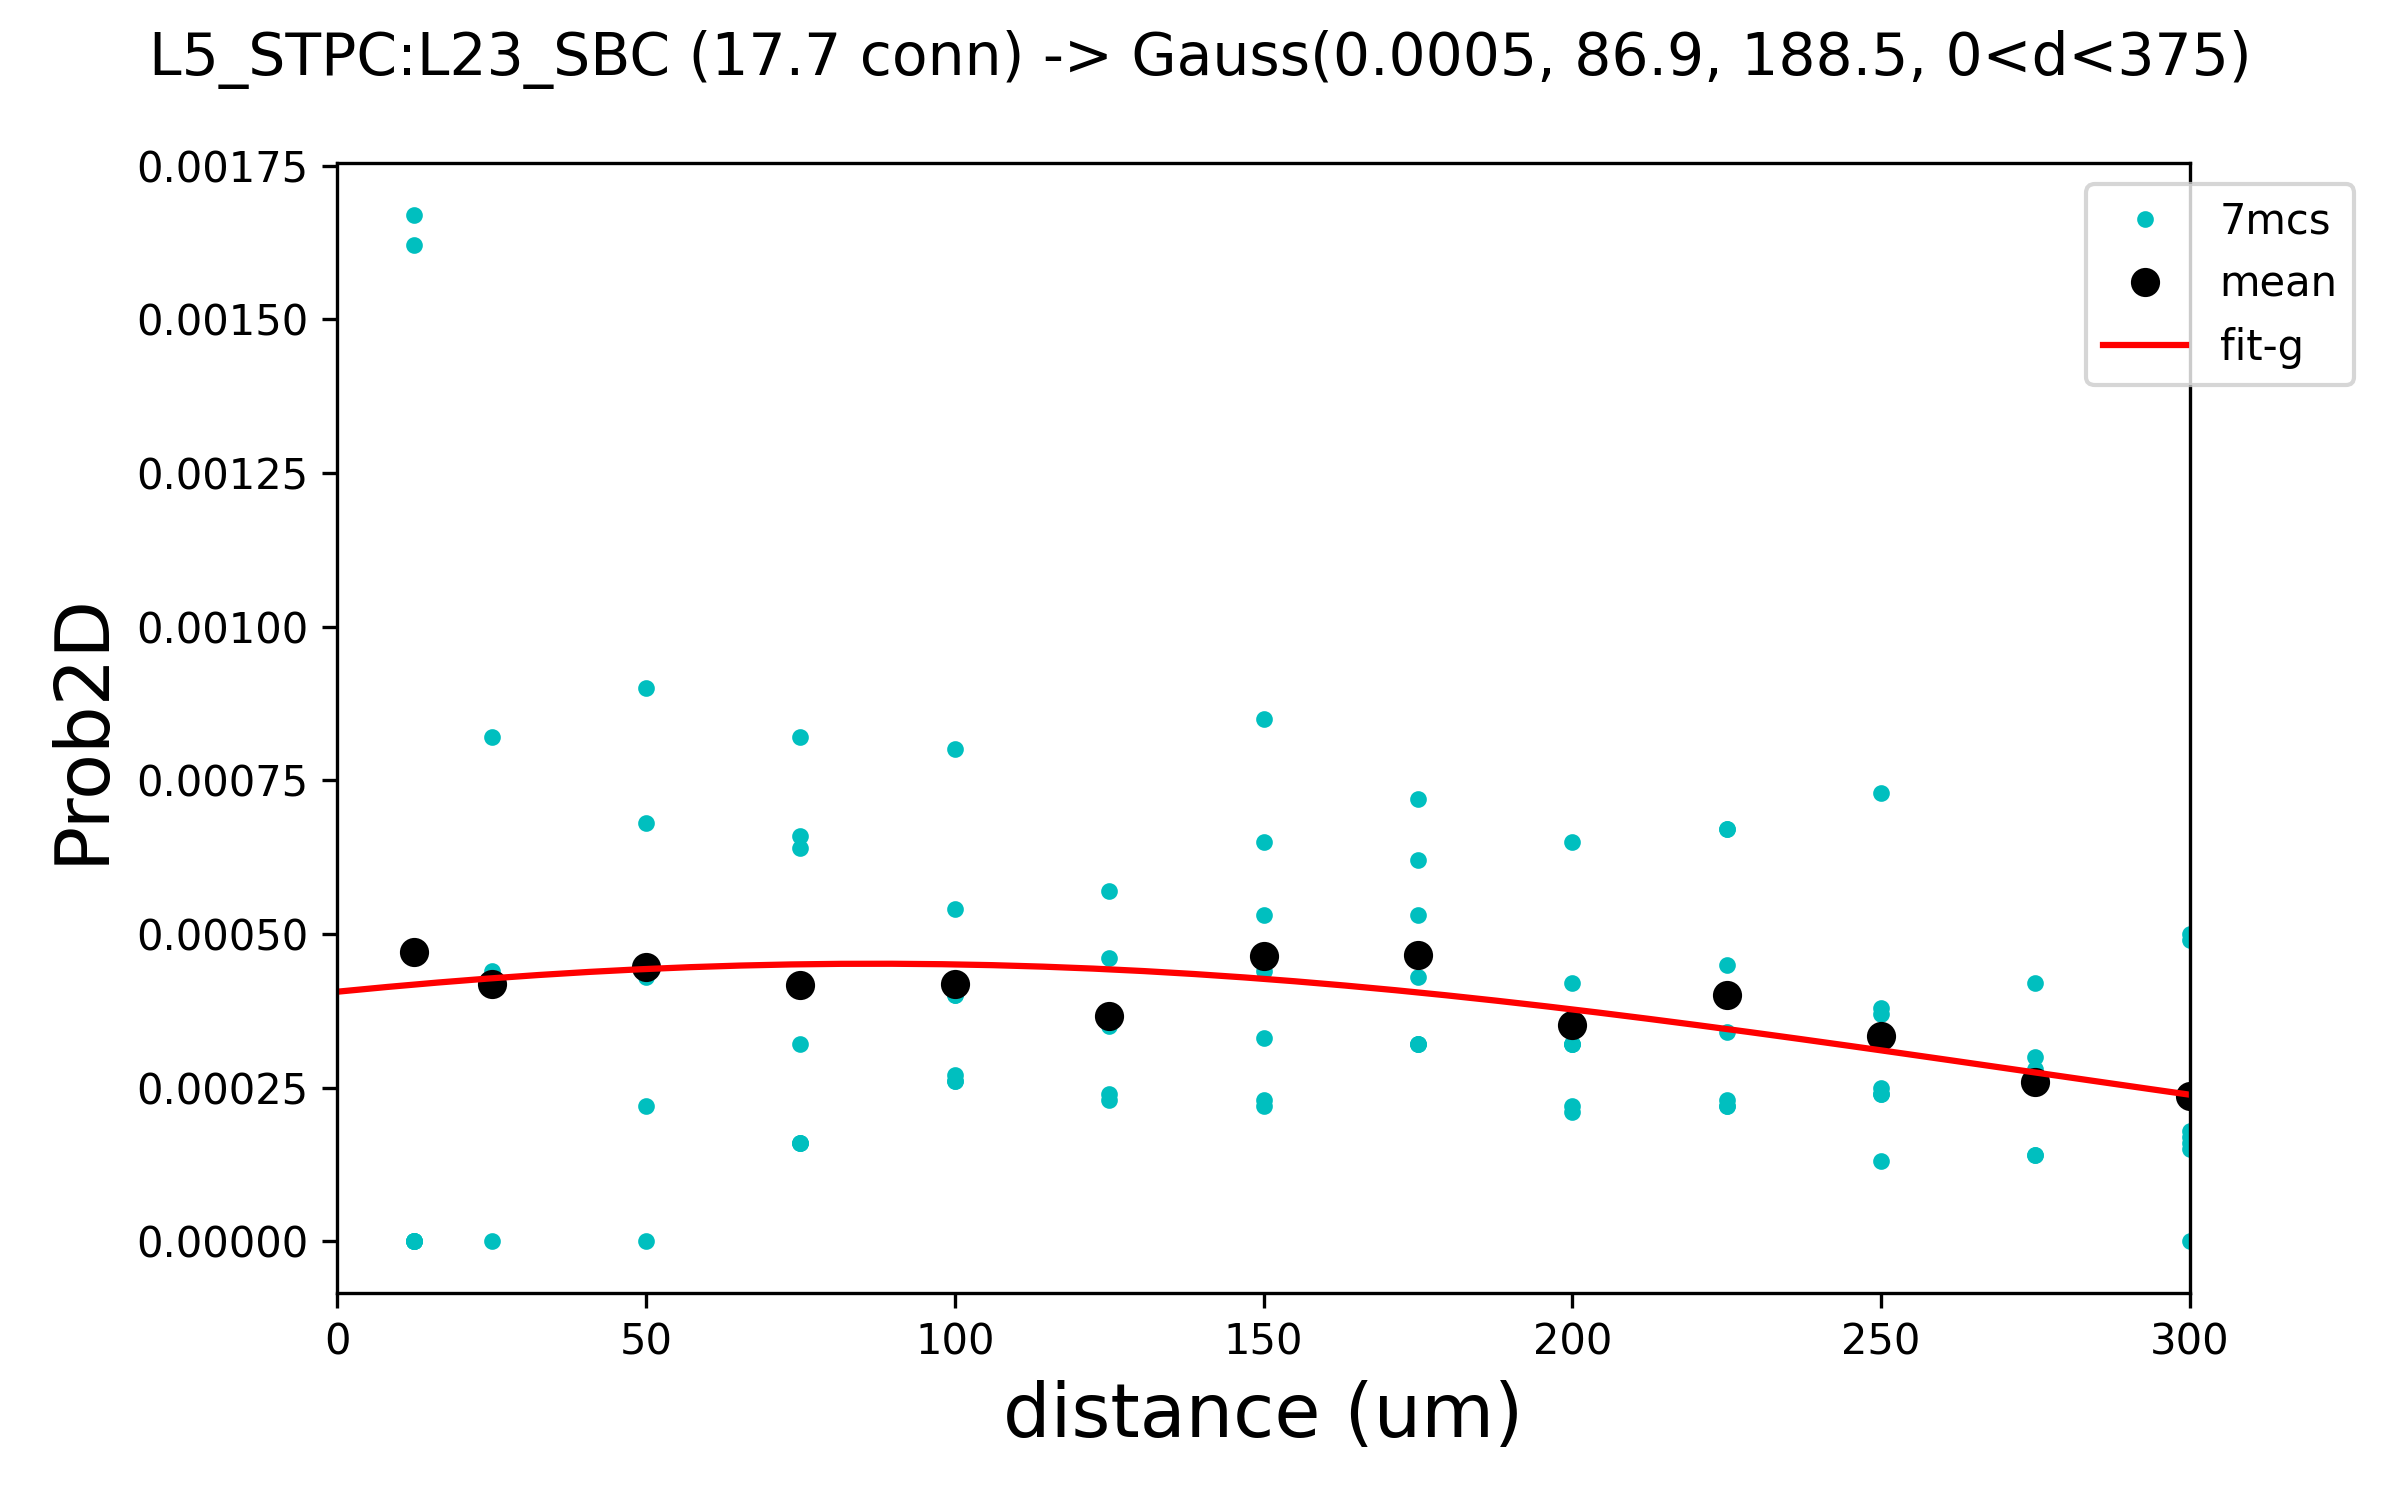 L5_STPC:L23_SBC (17.7 conn) -> Gauss(0.0005, 86.9, 188.5, 0<d<375)
0.00175
0.00150
0.00125
0.00100
0.00075
0.00050
0.00025
0.00000
Prob2D
7mcs
mean
fit-g
0 50 100 150 200 250 300
distance (um)